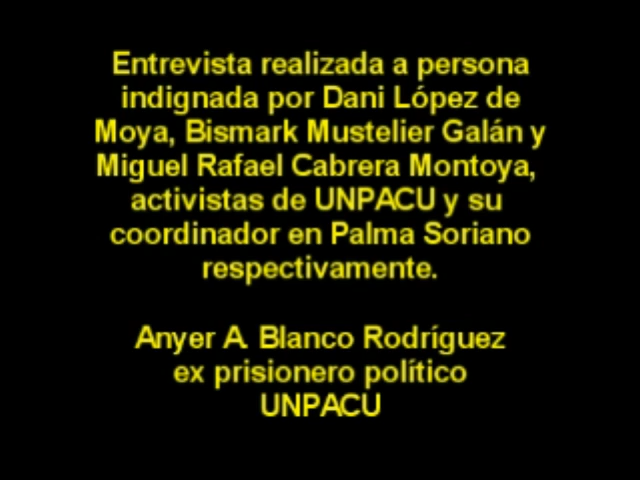 Entrevista realizada a persona
indignada por Dani López de
Moya, Bismark Mustelier Galán y
Miguel Rafael Cabrera Montoya,
activistas de UNPACU y su
coordinador en Palma Soriano
respectivamente.
Anyer A. Blanco Rodríguez
ex prisionero político
UNPACU